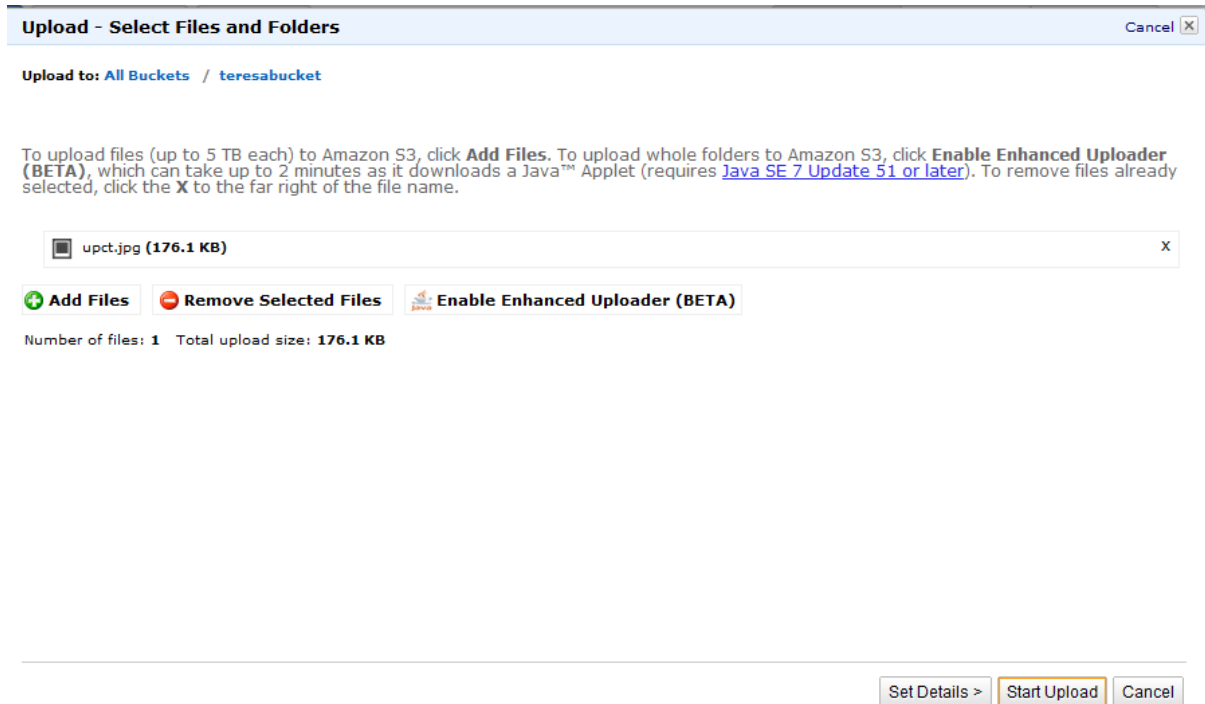 Upload - Select Files and Folders
Cancel X
Upload to: All Buckets / teresabucket
To upload files (up to 5 TB each) to Amazon S3, click Add Files. To upload whole folders to Amazon S3, click Enable Enhanced Uploader
(BETA), which can take up to 2 minutes as it downloads a Java™ Applet (requires Java SE 7 Update 51 or later). To remove files already
selected, click the X to the far right of the file name.
upct.jpg (176.1 KB) X
Add Files Remove Selected Files Java Enable Enhanced Uploader (BETA)
Number of files: 1 Total upload size: 176.1 KB
Set Details > Start Upload Cancel